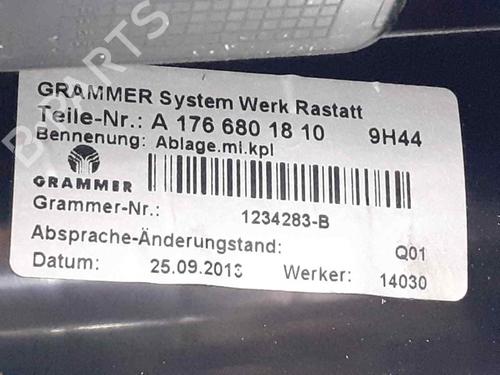 B PARTS
GRAMMER System Werk Rastatt
Teile-Nr.: A 176 680 18 10 9H44
Bennenung: Ablage.mi.kpl
GRAMMER
Grammer-Nr.: 1234283-B
Absprache-Änderungstand: Q01
Datum: 25.09.2013 Werker: 14030